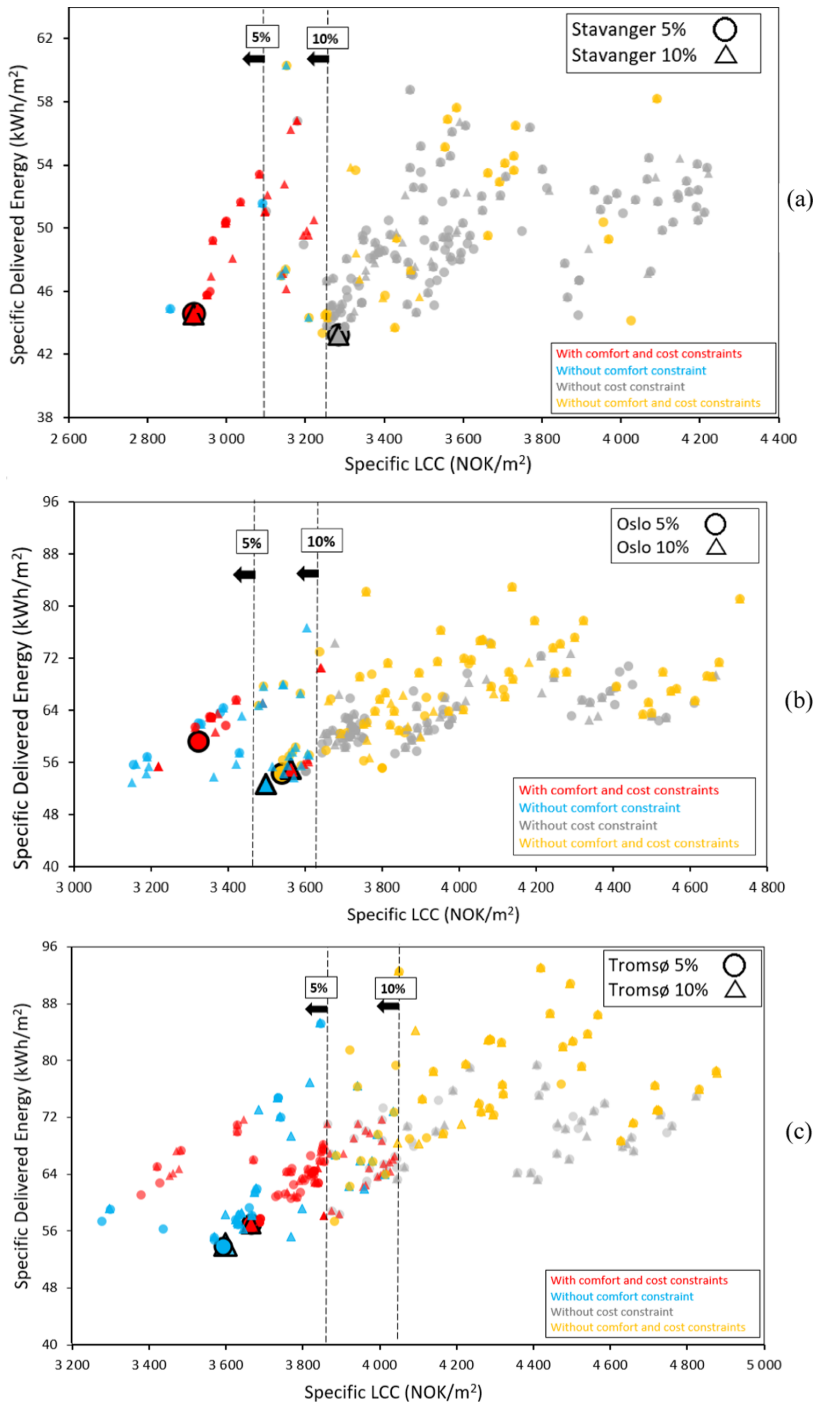 62
58
54
50
46
42
38
Specific Delivered Energy (kWh/m²)
5%
10%
Stavanger 5%
Stavanger 10%
(a)
With comfort and cost constraints
Without comfort constraint
Without cost constraint
Without comfort and cost constraints
2 600 2 800 3 000 3 200 3 400 3 600 3 800 4 000 4 200 4 400
Specific LCC (NOK/m²)
96
88
80
72
64
56
48
40
Specific Delivered Energy (kWh/m²)
5%
10%
Oslo 5%
Oslo 10%
(b)
With comfort and cost constraints
Without comfort constraint
Without cost constraint
Without comfort and cost constraints
3 000 3 200 3 400 3 600 3 800 4 000 4 200 4 400 4 600 4 800
Specific LCC (NOK/m²)
96
88
80
72
64
56
48
40
Specific Delivered Energy (kWh/m²)
5%
10%
Tromsø 5%
Tromsø 10%
(c)
With comfort and cost constraints
Without comfort constraint
Without cost constraint
Without comfort and cost constraints
3 200 3 400 3 600 3 800 4 000 4 200 4 400 4 600 4 800 5 000
Specific LCC (NOK/m²)